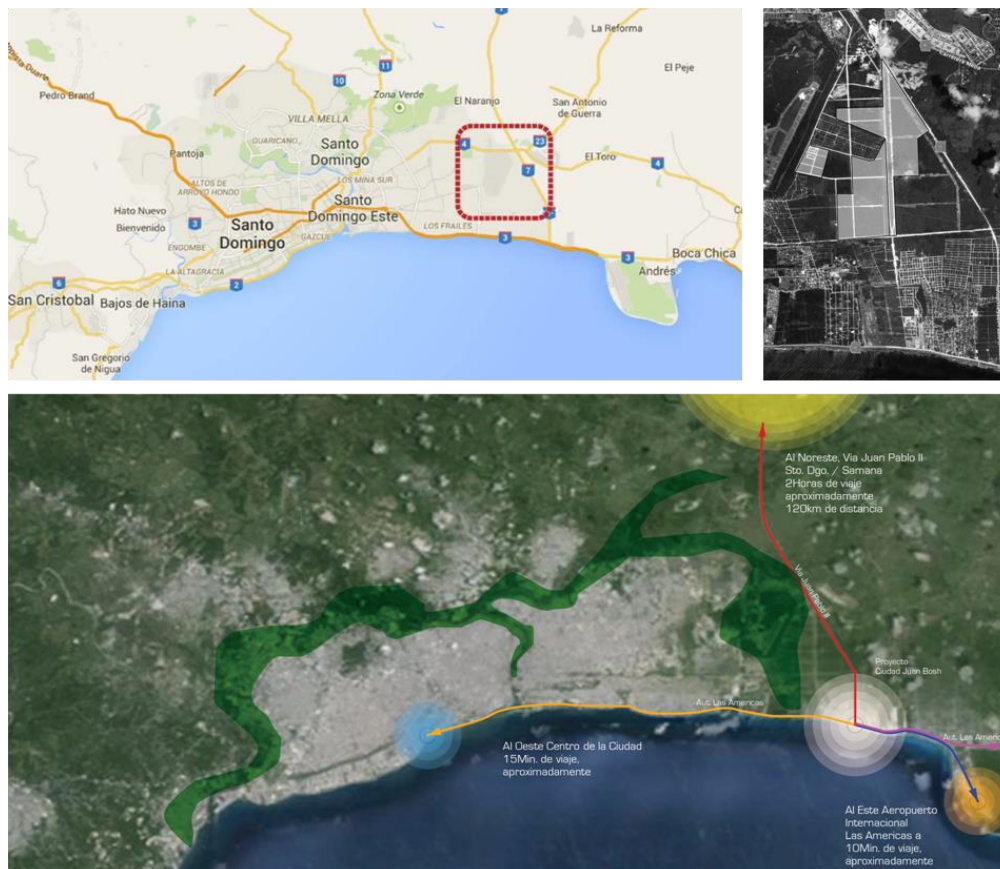 7
La Reforma
Autopista Duarte
11
El Peje
10
Zona Verde
Pedro Brand
El Naranjo
San Antonio
de Guerra
VILLA MELLA
GUARICANO
Santo
Domingo
4
23
Pantoja
El Toro
4
7
LOS MINA SUR
ALTOS DE
ARROYO HONDO
Santo
Domingo Este
Hato Nuevo
Bienvenido
3
Santo
Domingo
LOS FRAILES
GAZCUE
3
ENGOMBE
Boca Chica
3
LA ALTAGRACIA
Andrés
6
2
San Cristobal
Bajos de Haina
San Gregorio
de Nigua
Al Noreste, Via Juan Pablo II
Sto. Dgo. / Samana
2Horas de viaje
aproximadamente
120km de distancia
Via Juan Pablo II
Proyecto
Ciudad Juan Bosh
Aut. Las Americas
Aut. Las Americ
Al Oeste Centro de la Ciudad
15Min. de viaje,
aproximadamente
Al Este Aeropuerto
Internacional
Las Americas a
10Min. de viaje,
aproximadamente